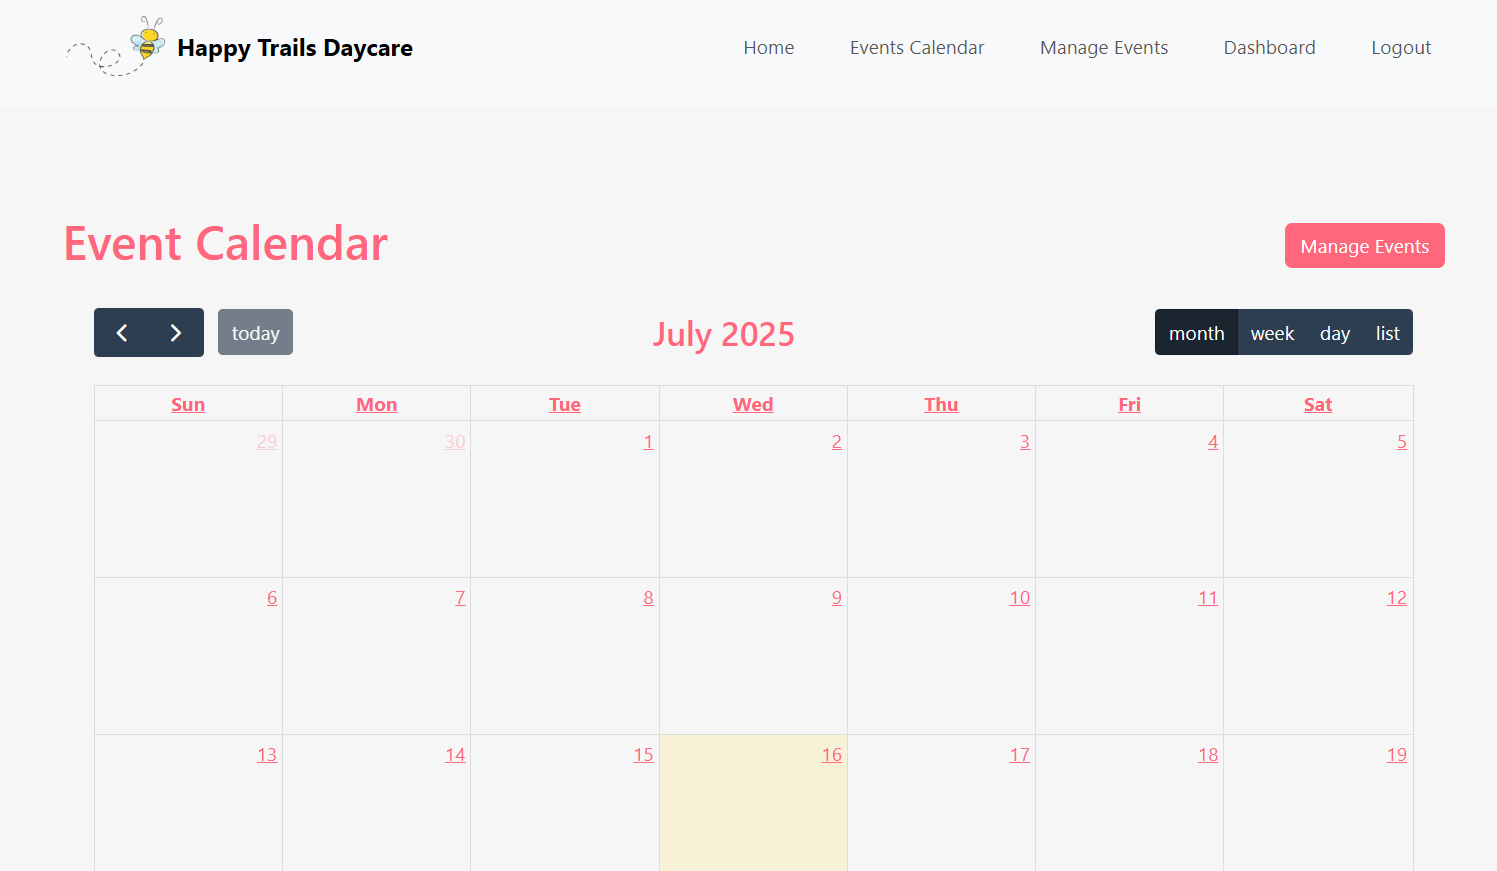 Happy Trails Daycare
Home Events Calendar Manage Events Dashboard Logout
Event Calendar
Manage Events
today
July 2025
month week day list
Sun Mon Tue Wed Thu Fri Sat
29 30 1 2 3 4 5
6 7 8 9 10 11 12
13 14 15 16 17 18 19